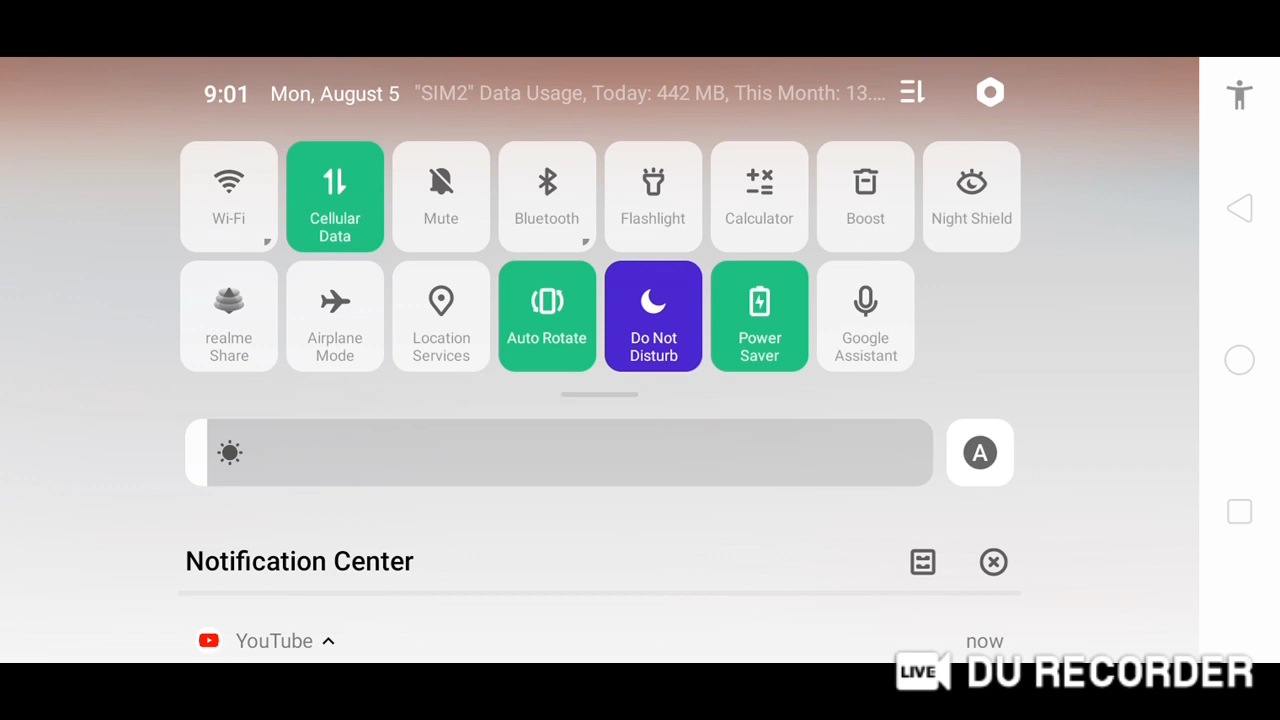 9:01 Mon, August 5 "SIM2" Data Usage, Today: 442 MB, This Month: 13....
Wi-Fi
Cellular
Data
Mute
Bluetooth
Flashlight
Calculator
Boost
Night Shield
realme
Share
Airplane
Mode
Location
Services
Auto Rotate
Do Not
Disturb
Power
Saver
Google
Assistant
A
Notification Center
YouTube now
LIVE DU RECORDER